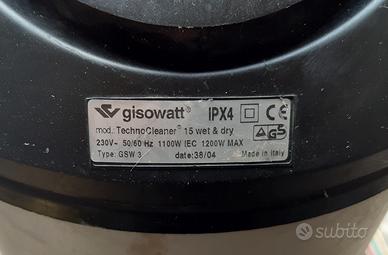 gisowatt® IPX4 CE
mod.: TechnoCleaner® 15 wet & dry
230V~ 50/60 Hz 1100W IEC 1200W MAX GS
Type: GSW 3 date: 38/04 Made in Italy
subito